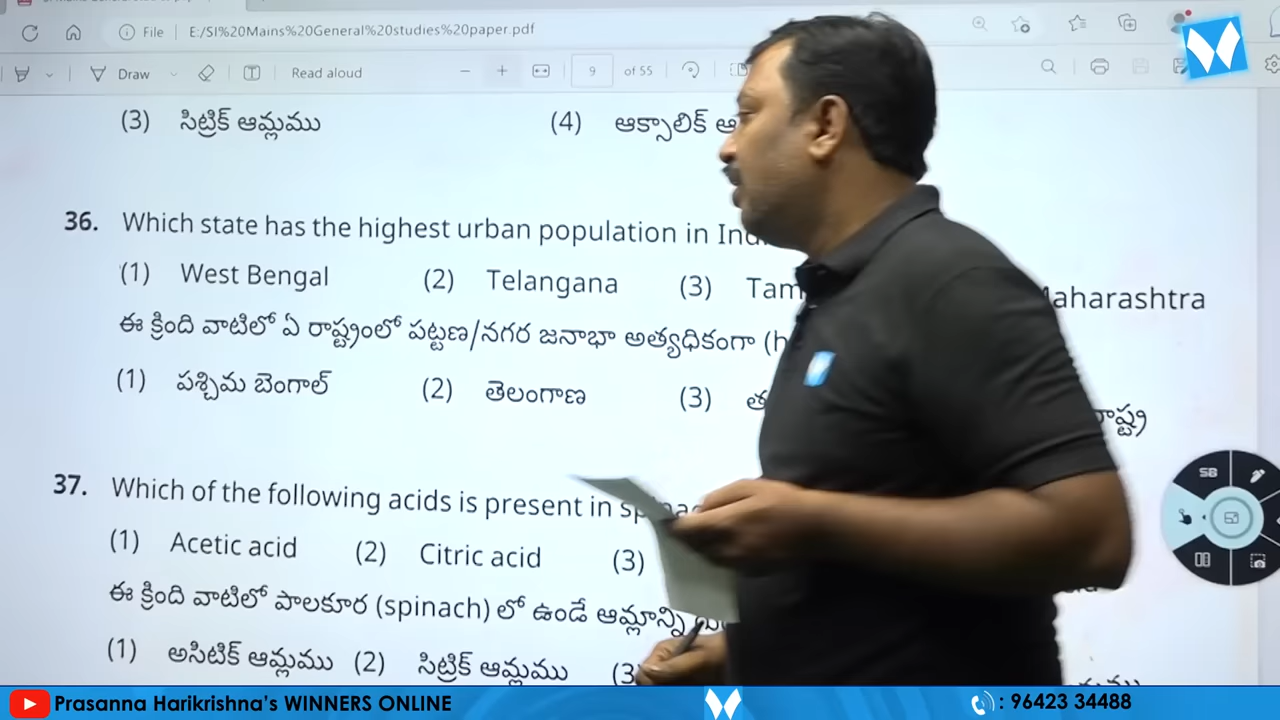 File E:/SI%20Mains%20General%20studies%20paper.pdf
Draw Read aloud 9 of 55
(3) సిట్రిక్ ఆమ్లము (4) ఆక్సాలిక్
36. Which state has the highest urban population in
(1) West Bengal (2) Telangana (3) Maharashtra
ఈ క్రింది వాటిలో ఏ రాష్ట్రంలో పట్టణ/నగర జనాభా అత్యధికంగా
(1) పశ్చిమ బెంగాల్ (2) తెలంగాణ (3)
37. Which of the following acids is present in
(1) Acetic acid (2) Citric acid (3)
ఈ క్రింది వాటిలో పాలకూర (spinach) లో ఉండే ఆమ్లాన్ని
(1) అసిటిక్ ఆమ్లము (2) సిట్రిక్ ఆమ్లము
SB
Prasanna Harikrishna's WINNERS ONLINE : 96423 34488